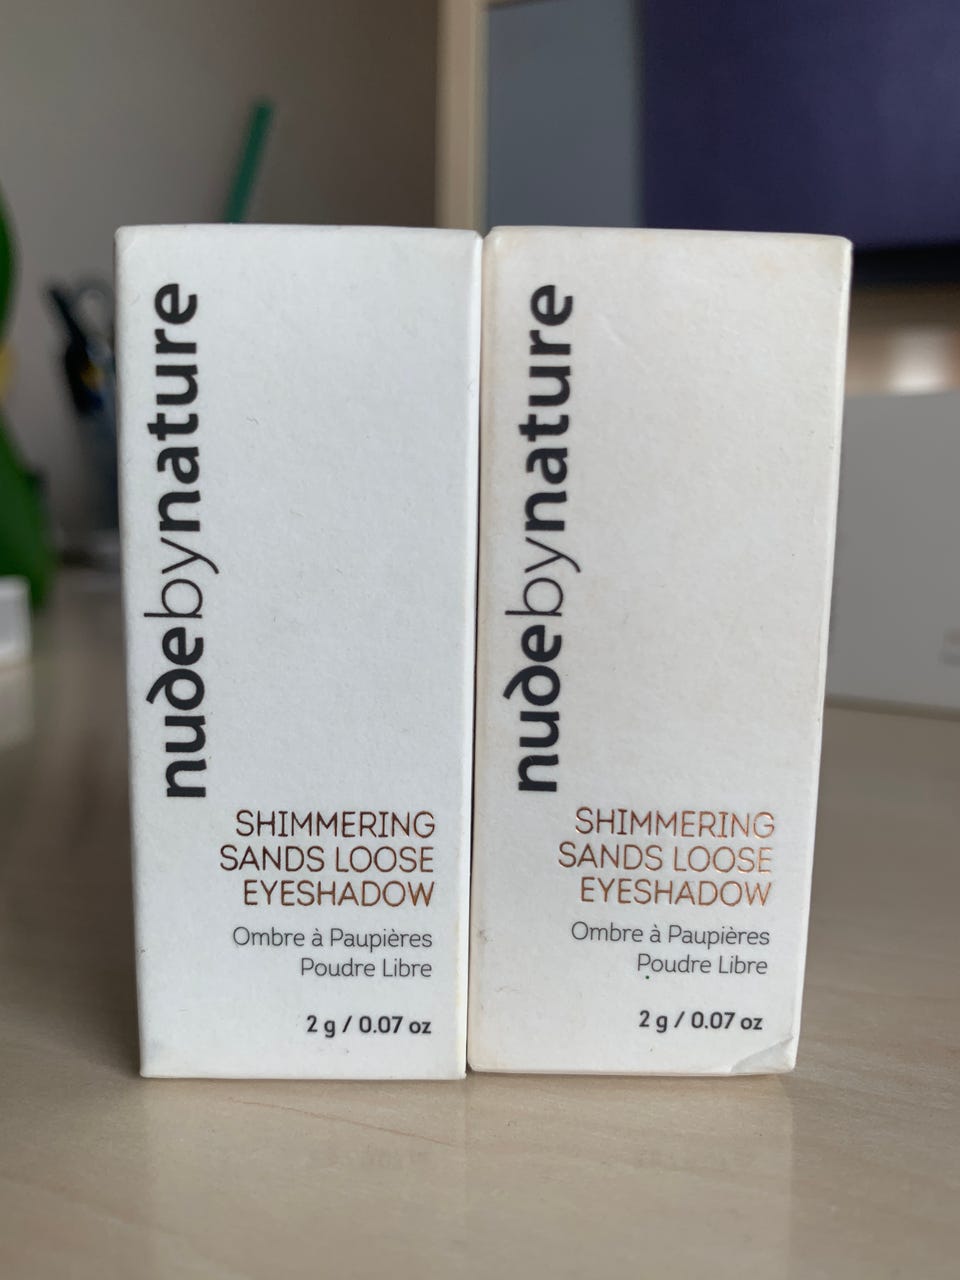 nudebynature
SHIMMERING
SANDS LOOSE
EYESHADOW
Ombre à Paupières
Poudre Libre
2 g / 0.07 oz
nudebynature
SHIMMERING
SANDS LOOSE
EYESHADOW
Ombre à Paupières
Poudre Libre
2 g / 0.07 oz